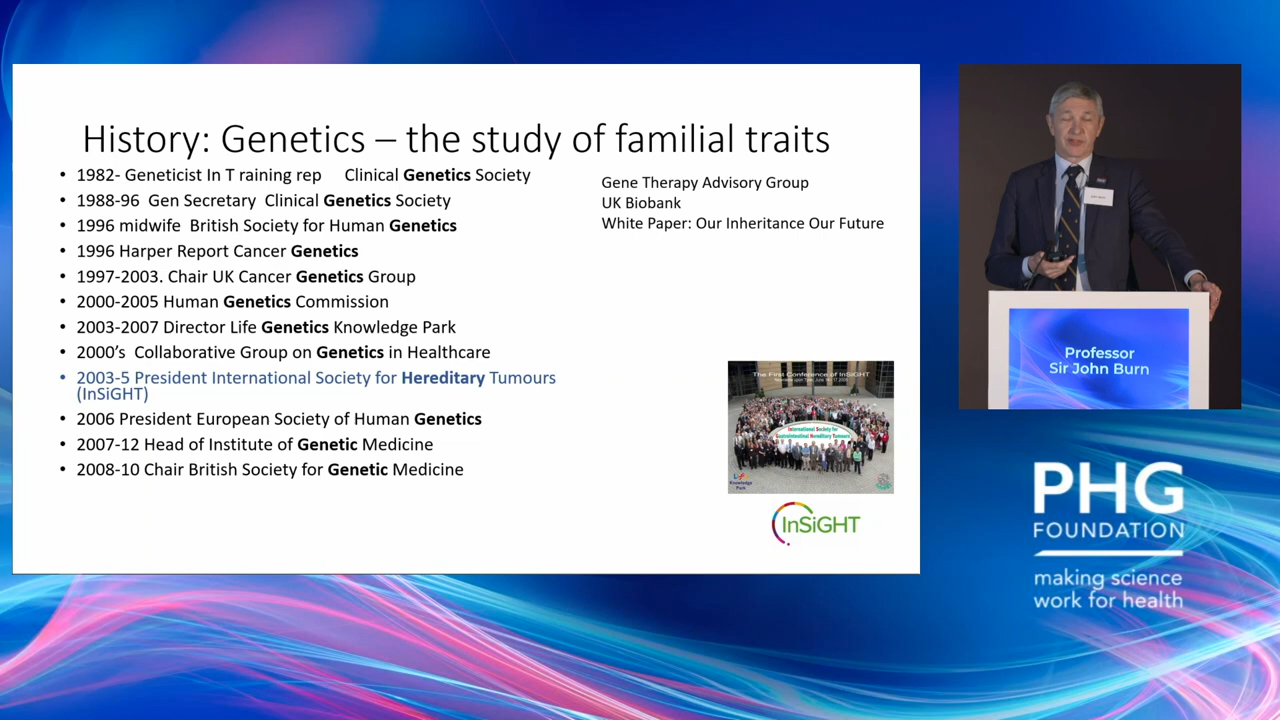 History: Genetics – the study of familial traits
• 1982- Geneticist In T raining rep Clinical Genetics Society
• 1988-96 Gen Secretary Clinical Genetics Society
• 1996 midwife British Society for Human Genetics
• 1996 Harper Report Cancer Genetics
• 1997-2003. Chair UK Cancer Genetics Group
• 2000-2005 Human Genetics Commission
• 2003-2007 Director Life Genetics Knowledge Park
• 2000’s Collaborative Group on Genetics in Healthcare
• 2003-5 President International Society for Hereditary Tumours
(InSiGHT)
• 2006 President European Society of Human Genetics
• 2007-12 Head of Institute of Genetic Medicine
• 2008-10 Chair British Society for Genetic Medicine
Gene Therapy Advisory Group
UK Biobank
White Paper: Our Inheritance Our Future
The First Conference of InSiGHT
International Society for
Gastrointestinal Hereditary Tumours
Knowledge
Park
InSiGHT
Professor
Sir John Burn
PHG
FOUNDATION
making science
work for health